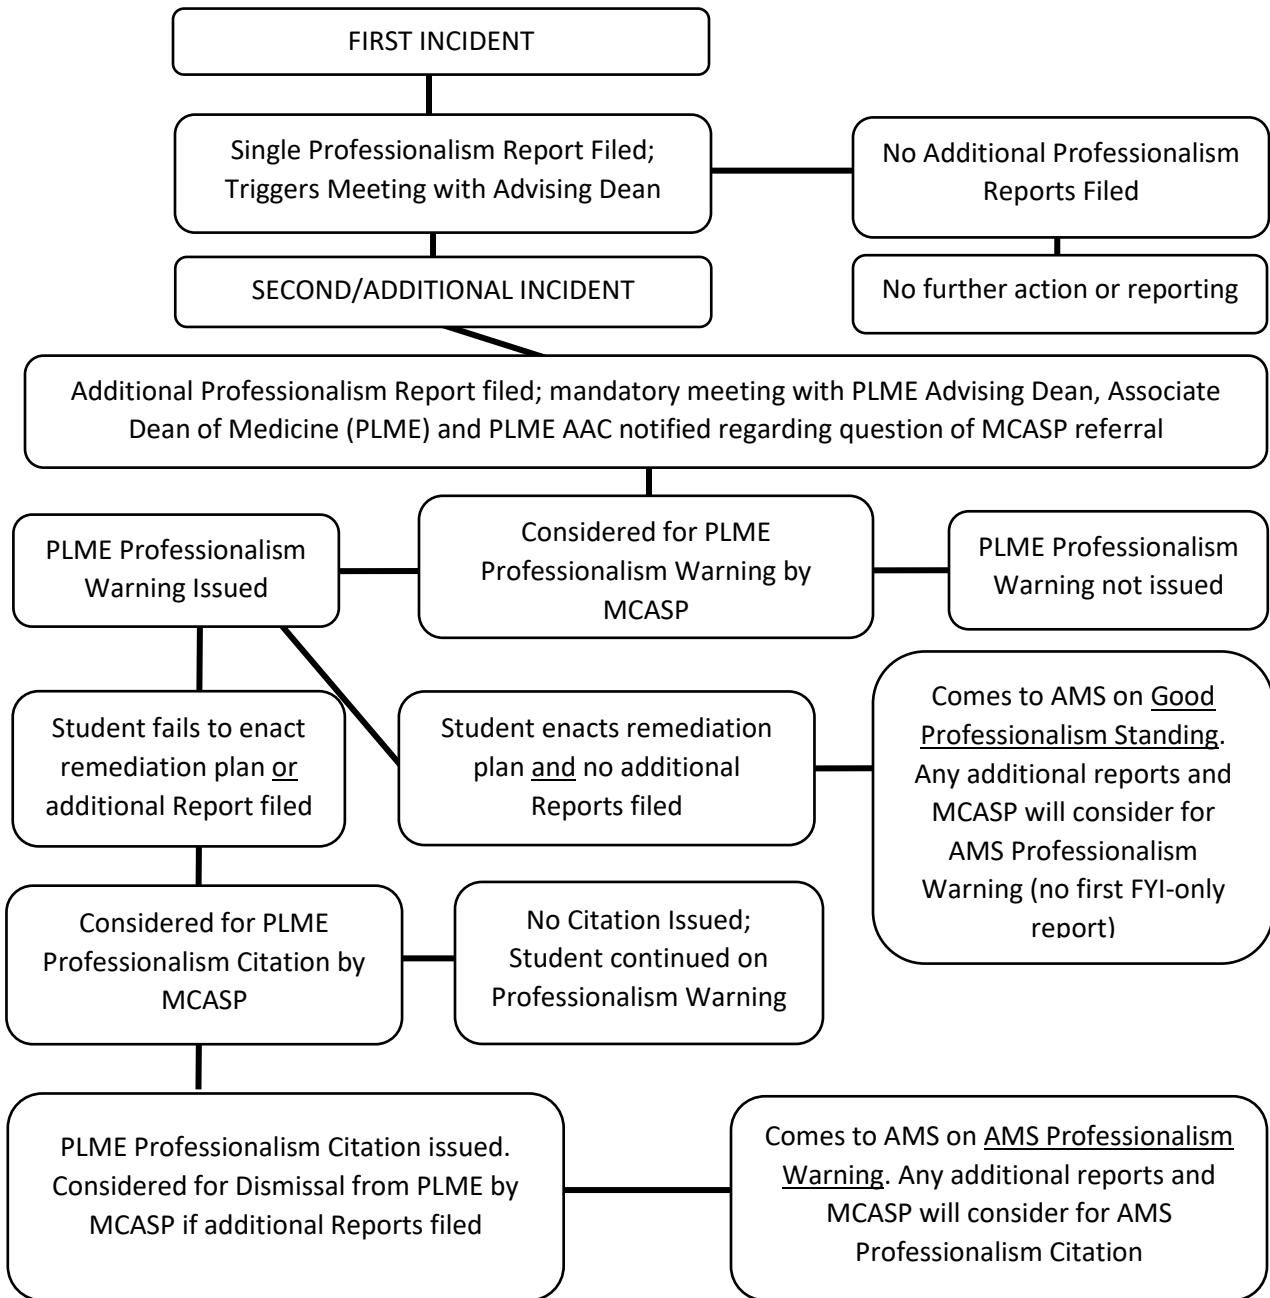 FIRST INCIDENT
Single Professionalism Report Filed;
Triggers Meeting with Advising Dean
No Additional Professionalism
Reports Filed
SECOND/ADDITIONAL INCIDENT
No further action or reporting
Additional Professionalism Report filed; mandatory meeting with PLME Advising Dean, Associate
Dean of Medicine (PLME) and PLME AAC notified regarding question of MCASP referral
PLME Professionalism
Warning Issued
Considered for PLME
Professionalism Warning by
MCASP
PLME Professionalism
Warning not issued
Student fails to enact
remediation plan or
additional Report filed
Student enacts remediation
plan and no additional
Reports filed
Comes to AMS on Good
Professionalism Standing.
Any additional reports and
MCASP will consider for
AMS Professionalism
Warning (no first FYI-only
report)
Considered for PLME
Professionalism Citation by
MCASP
No Citation Issued;
Student continued on
Professionalism Warning
PLME Professionalism Citation issued.
Considered for Dismissal from PLME by
MCASP if additional Reports filed
Comes to AMS on AMS Professionalism
Warning. Any additional reports and
MCASP will consider for AMS
Professionalism Citation